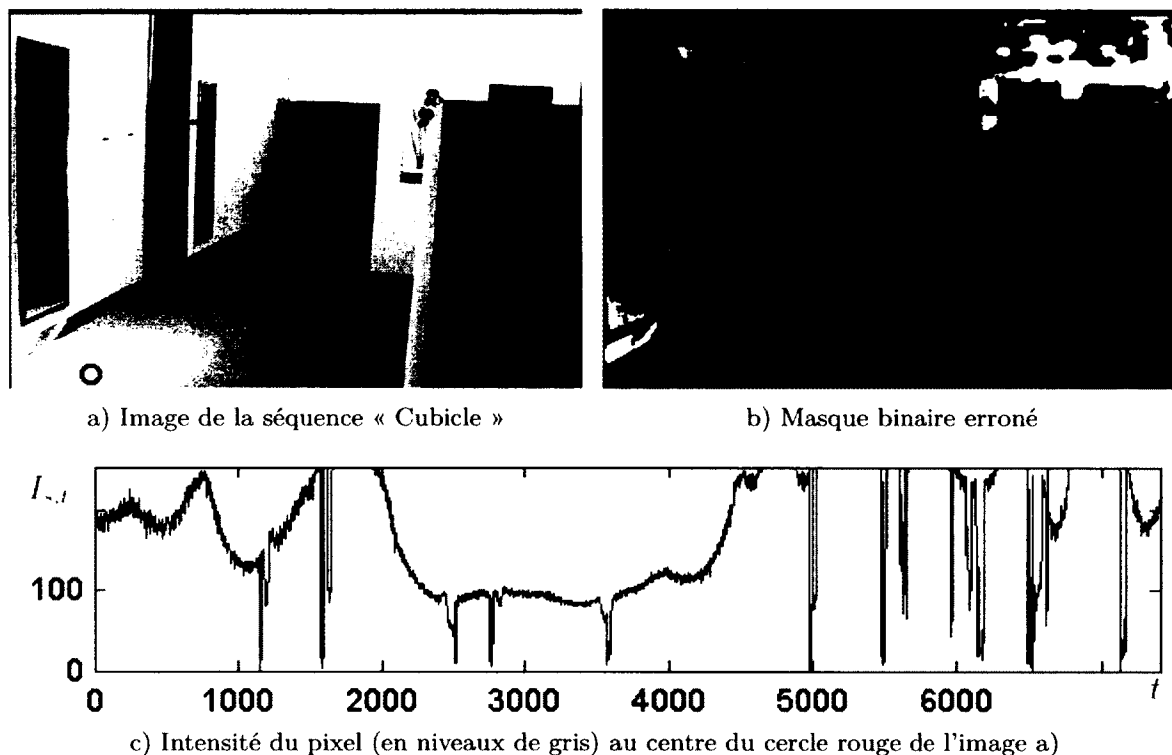 a) Image de la séquence « Cubicle »
b) Masque binaire erroné
100
0
0 1000 2000 3000 4000 5000 6000 t
c) Intensité du pixel (en niveaux de gris) au centre du cercle rouge de l'image a)